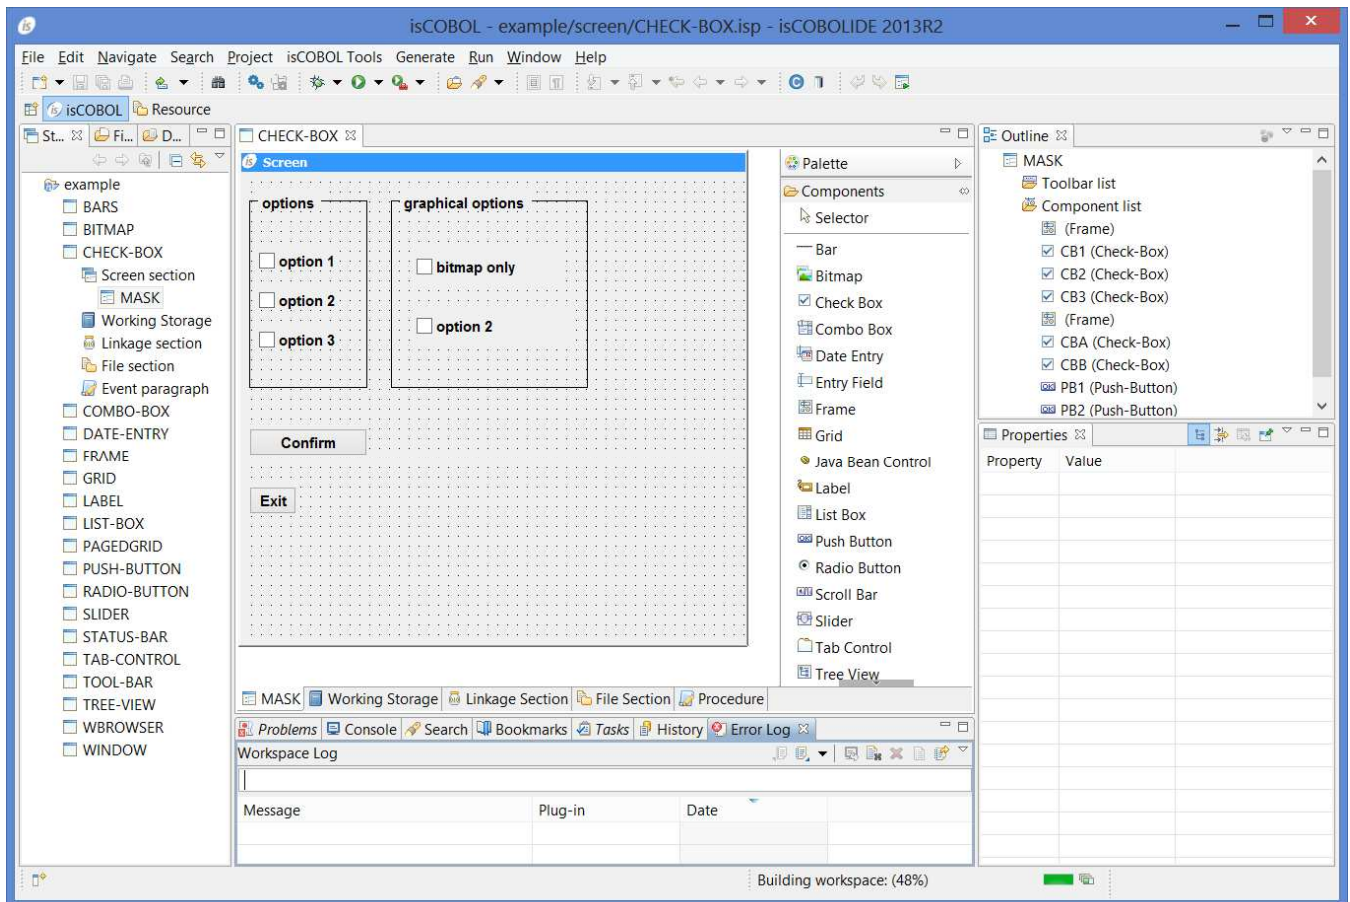 isCOBOL - example/screen/CHECK-BOX.isp - isCOBOLIDE 2013R2
File Edit Navigate Search Project isCOBOL Tools Generate Run Window Help
isCOBOL Resource
St... Fi... D...
example
BARS
BITMAP
CHECK-BOX
Screen section
MASK
Working Storage
Linkage section
File section
Event paragraph
COMBO-BOX
DATE-ENTRY
FRAME
GRID
LABEL
LIST-BOX
PAGEDGRID
PUSH-BUTTON
RADIO-BUTTON
SLIDER
STATUS-BAR
TAB-CONTROL
TOOL-BAR
TREE-VIEW
WBROWSER
WINDOW
CHECK-BOX
Screen
options
option 1
option 2
option 3
graphical options
bitmap only
option 2
Confirm
Exit
Palette
Components
Selector
Bar
Bitmap
Check Box
Combo Box
Date Entry
Entry Field
Frame
Grid
Java Bean Control
Label
List Box
Push Button
Radio Button
Scroll Bar
Slider
Tab Control
Tree View
MASK Working Storage Linkage Section File Section Procedure
Problems Console Search Bookmarks Tasks History Error Log
Workspace Log
Message Plug-in Date
Outline
MASK
Toolbar list
Component list
(Frame)
CB1 (Check-Box)
CB2 (Check-Box)
CB3 (Check-Box)
(Frame)
CBA (Check-Box)
CBB (Check-Box)
PB1 (Push-Button)
PB2 (Push-Button)
Properties
Property Value
Building workspace: (48%)